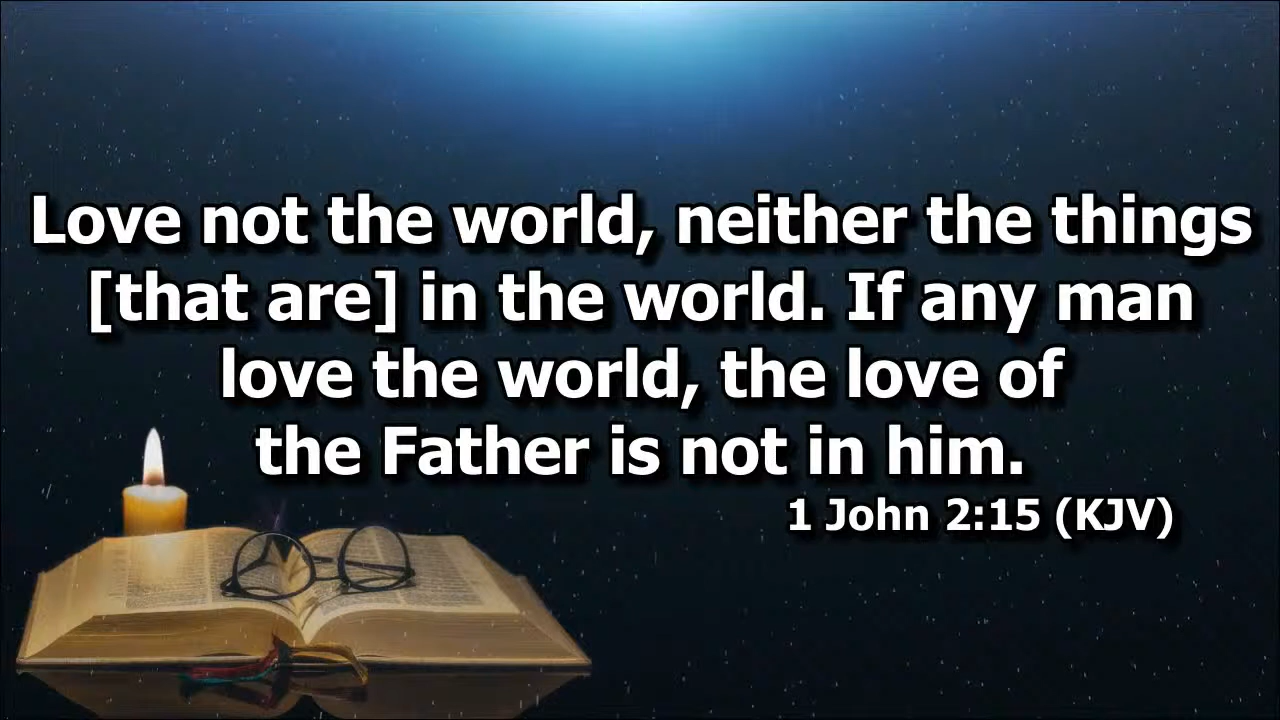 Love not the world, neither the things
[that are] in the world. If any man
love the world, the love of
the Father is not in him.
1 John 2:15 (KJV)